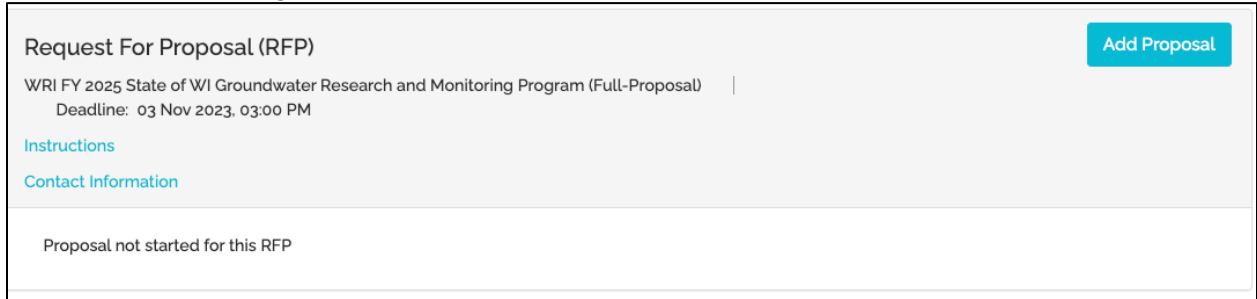 Request For Proposal (RFP)
Add Proposal
WRI FY 2025 State of WI Groundwater Research and Monitoring Program (Full-Proposal)
Deadline: 03 Nov 2023, 03:00 PM
Instructions
Contact Information
Proposal not started for this RFP